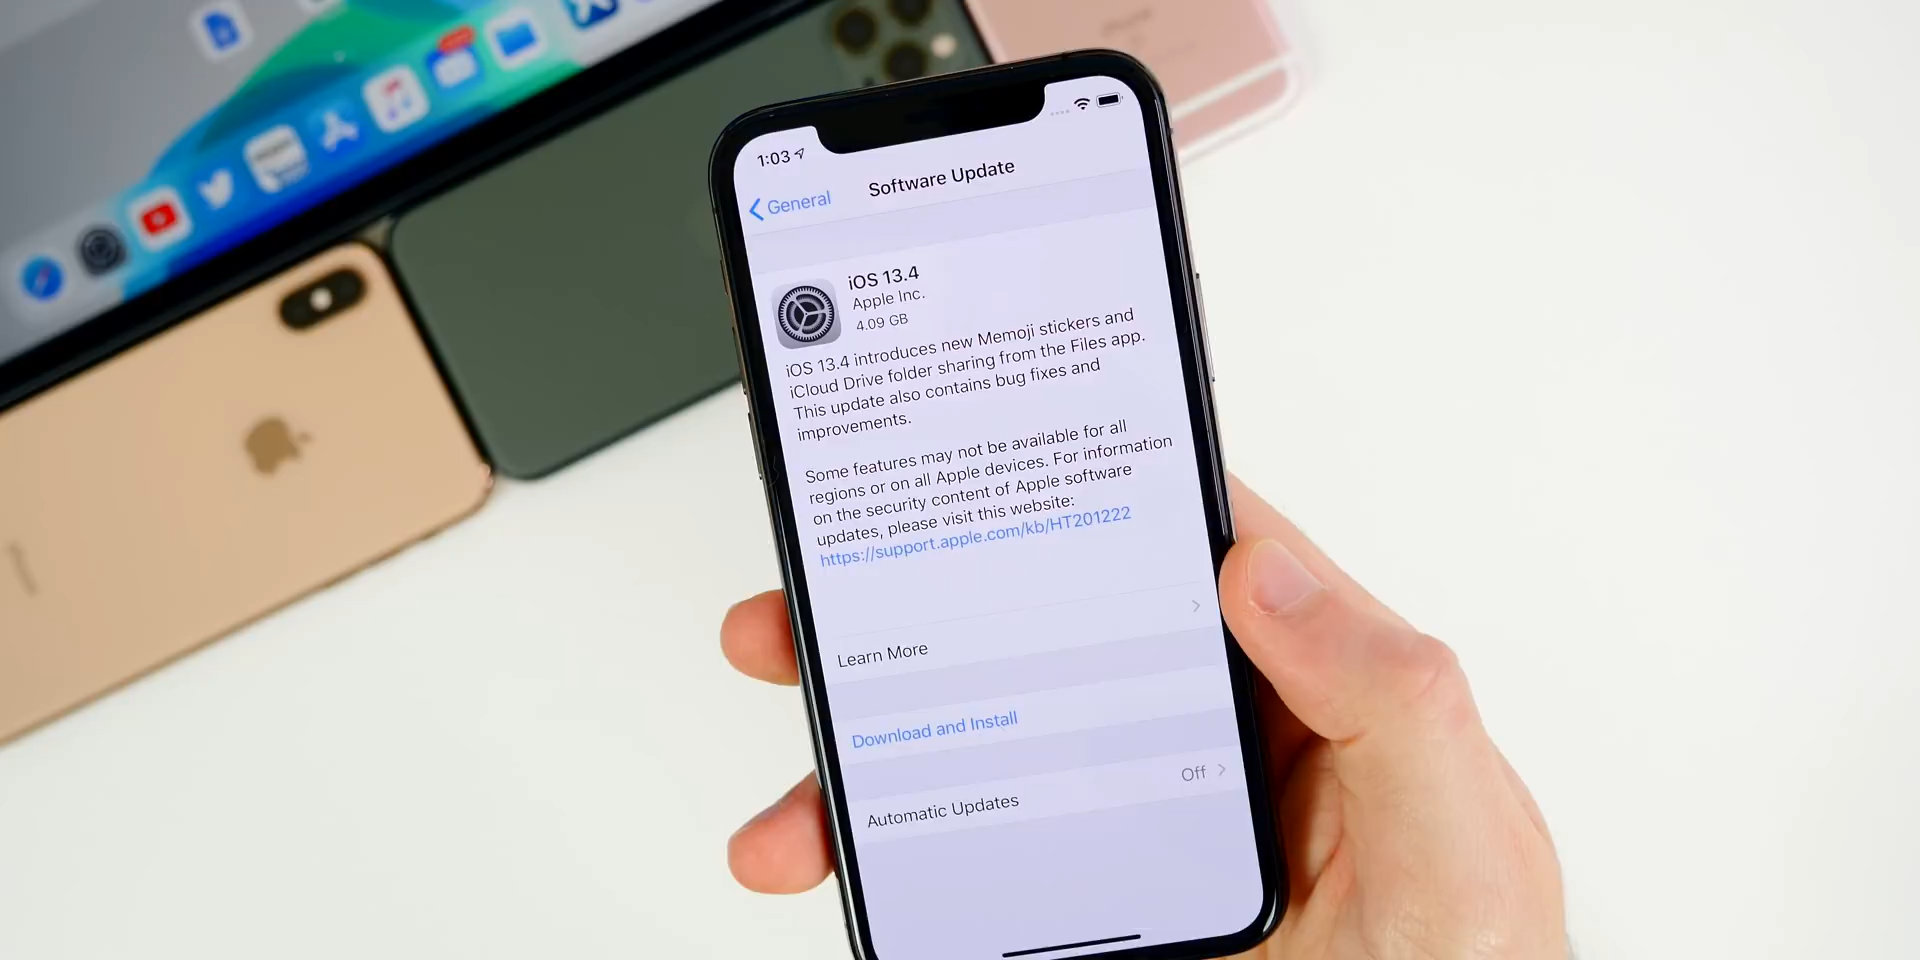 1:03
General
Software Update
iOS 13.4
Apple Inc.
4.09 GB
iOS 13.4 introduces new Memoji stickers and
iCloud Drive folder sharing from the Files app.
This update also contains bug fixes and
improvements.
Some features may not be available for all
regions or on all Apple devices. For information
on the security content of Apple software
updates, please visit this website:
https://support.apple.com/kb/HT201222
Learn More
Download and Install
Automatic Updates Off